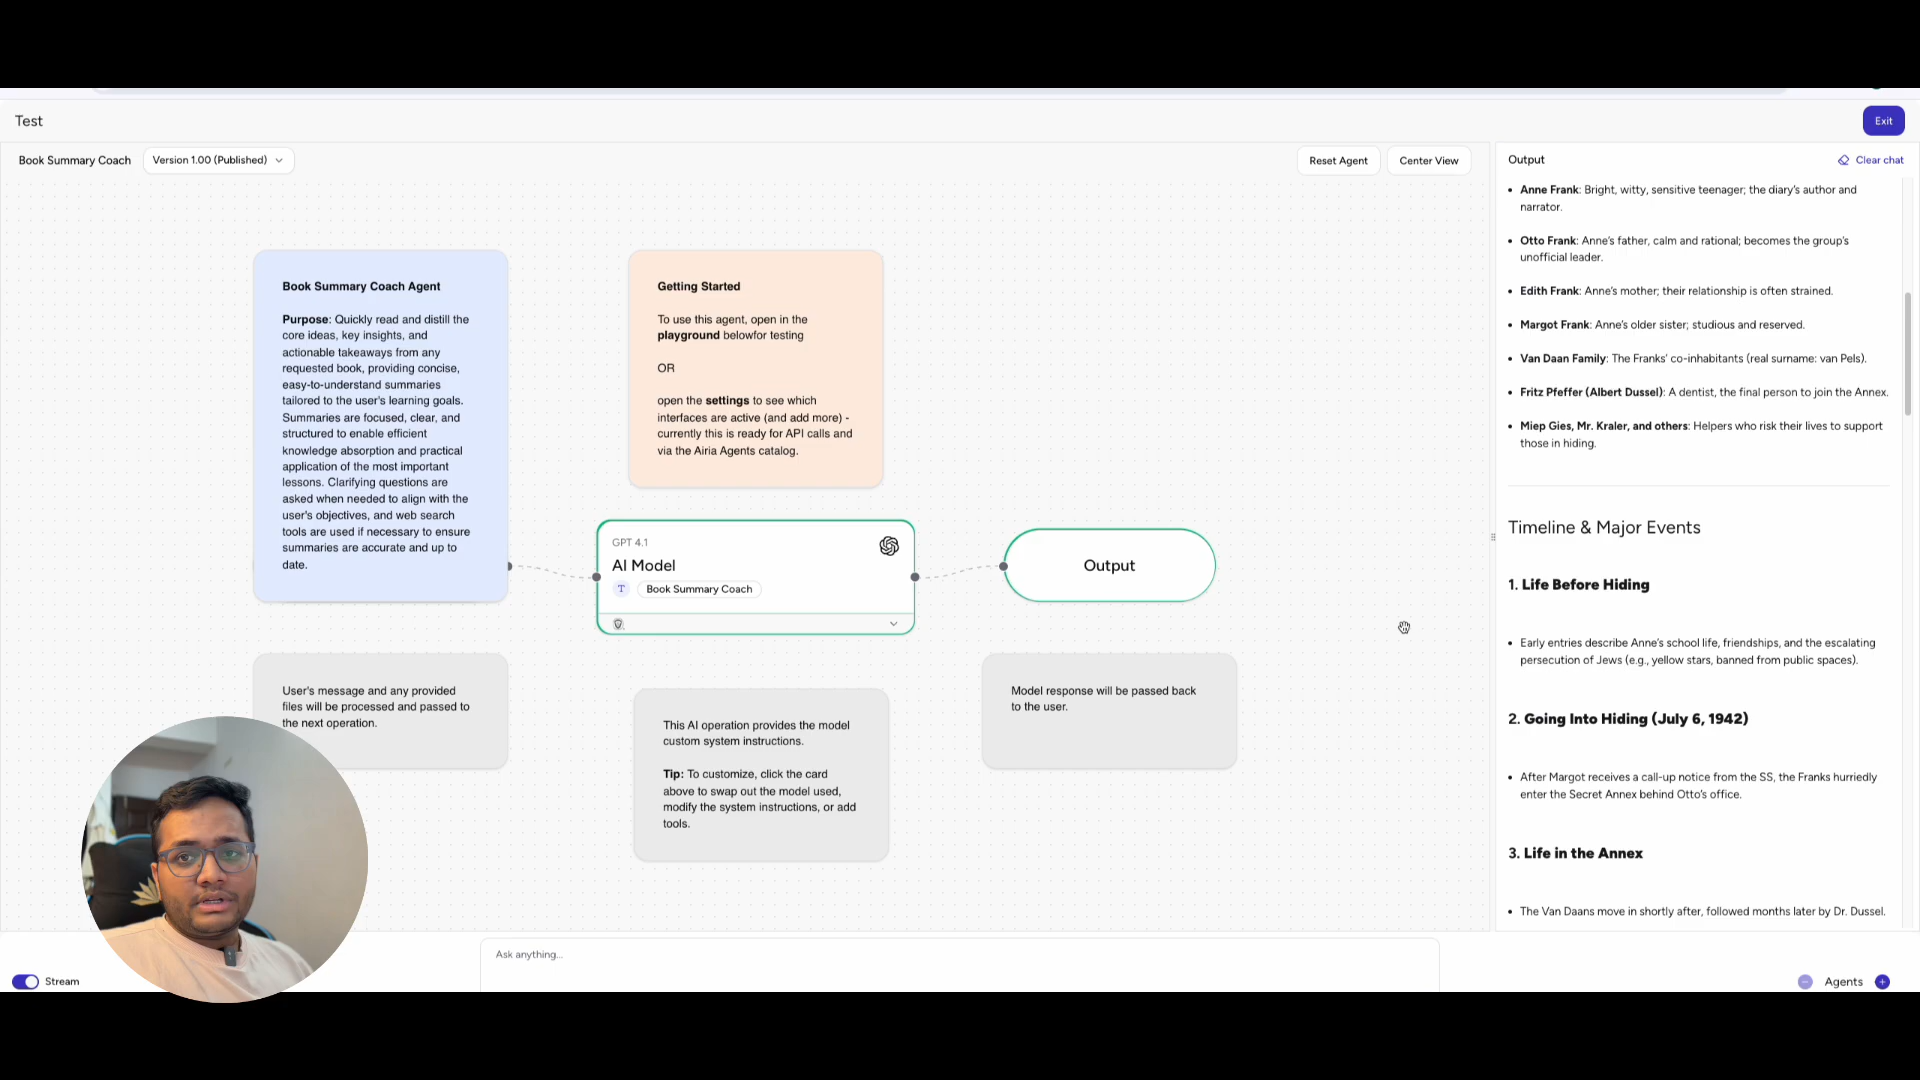 Test
Exit
Book Summary Coach
Version 1.00 (Published)
Reset Agent
Center View
Book Summary Coach Agent
Purpose: Quickly read and distill the
core ideas, key insights, and
actionable takeaways from any
requested book, providing concise,
easy-to-understand summaries
tailored to the user's learning goals.
Summaries are focused, clear, and
structured to enable efficient
knowledge absorption and practical
application of the most important
lessons. Clarifying questions are
asked when needed to align with the
user's objectives, and web search
tools are used if necessary to ensure
summaries are accurate and up to
date.
Getting Started
To use this agent, open in the
playground belowfor testing
OR
open the settings to see which
interfaces are active (and add more) -
currently this is ready for API calls and
via the Airia Agents catalog.
GPT 4.1
AI Model
T
Book Summary Coach
Output
User's message and any provided
files will be processed and passed to
the next operation.
This AI operation provides the model
custom system instructions.
Tip: To customize, click the card
above to swap out the model used,
modify the system instructions, or add
tools.
Model response will be passed back
to the user.
Output
Clear chat
• Anne Frank: Bright, witty, sensitive teenager; the diary's author and
narrator.
• Otto Frank: Anne's father, calm and rational; becomes the group's
unofficial leader.
• Edith Frank: Anne's mother; their relationship is often strained.
• Margot Frank: Anne's older sister; studious and reserved.
• Van Daan Family: The Franks' co-inhabitants (real surname: van Pels).
• Fritz Pfeffer (Albert Dussel): A dentist, the final person to join the Annex.
• Miep Gies, Mr. Kraler, and others: Helpers who risk their lives to support
those in hiding.
Timeline & Major Events
1. Life Before Hiding
• Early entries describe Anne's school life, friendships, and the escalating
persecution of Jews (e.g., yellow stars, banned from public spaces).
2. Going Into Hiding (July 6, 1942)
• After Margot receives a call-up notice from the SS, the Franks hurriedly
enter the Secret Annex behind Otto's office.
3. Life in the Annex
• The Van Daans move in shortly after, followed months later by Dr. Dussel.
Ask anything...
Stream
Agents